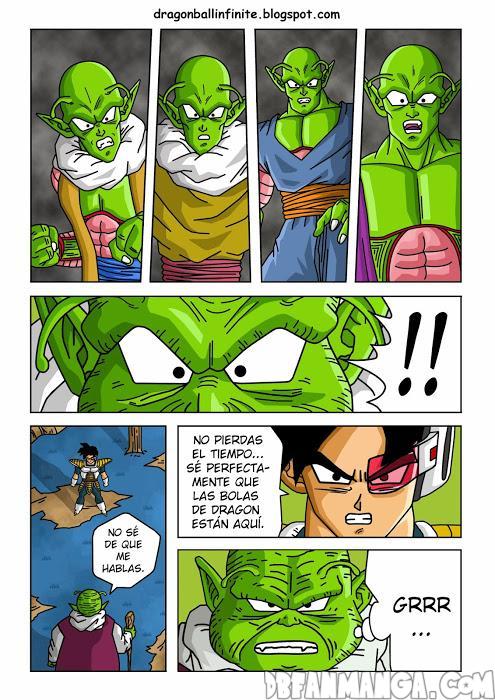 dragonballinfinite.blogspot.com
!!
NO PIERDAS
EL TIEMPO...
SÉ PERFECTA-
MENTE QUE
LAS BOLAS
DE DRAGON
ESTÁN AQUÍ.
NO SÉ
DE QUE
ME
HABLAS.
GRRR
...
DBFANMANGA.COM